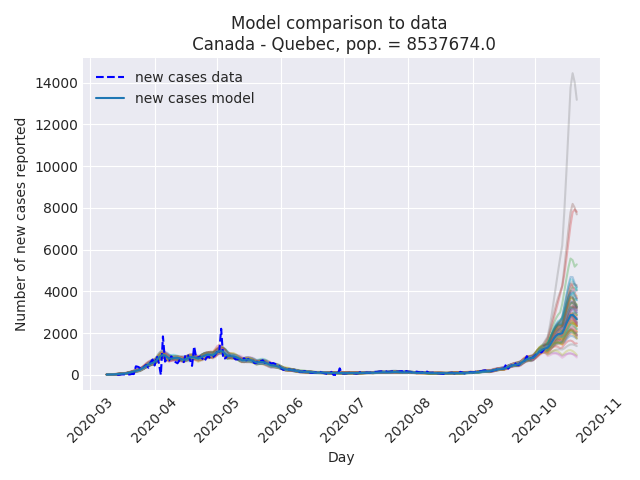 Model comparison to data
Canada - Quebec, pop. = 8537674.0
new cases data
new cases model
Number of new cases reported
14000
12000
10000
8000
6000
4000
2000
0
2020-03
2020-04
2020-05
2020-06
2020-07
2020-08
2020-09
2020-10
2020-11
Day